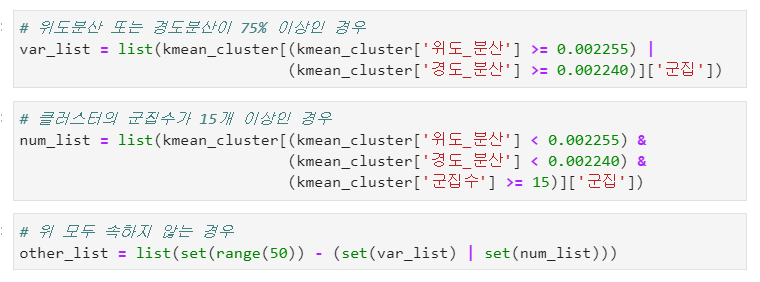 # 위도분산 또는 경도분산이 75% 이상인 경우
var_list = list(kmean_cluster[(kmean_cluster['위도_분산'] >= 0.002255) |
(kmean_cluster['경도_분산'] >= 0.002240)]['군집'])
# 클러스터의 군집수가 15개 이상인 경우
num_list = list(kmean_cluster[(kmean_cluster['위도_분산'] < 0.002255) &
(kmean_cluster['경도_분산'] < 0.002240) &
(kmean_cluster['군집수'] >= 15)]['군집'])
# 위 모두 속하지 않는 경우
other_list = list(set(range(50)) - (set(var_list) | set(num_list)))